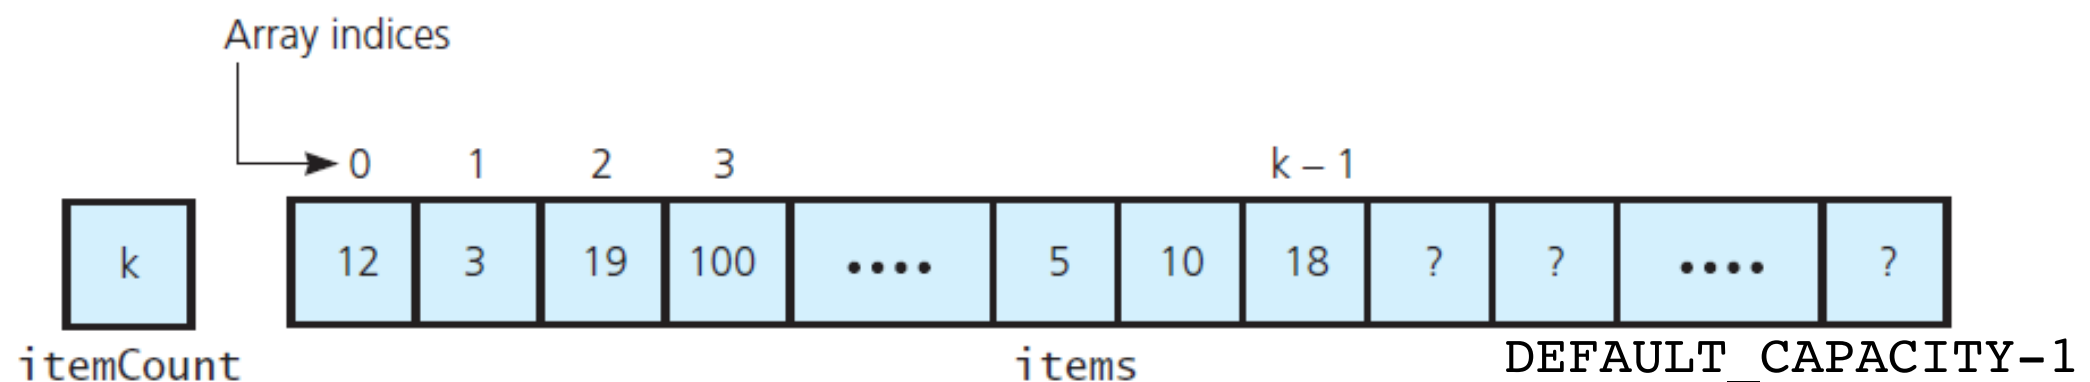 Array indices
0 1 2 3 k – 1
k 12 3 19 100 •••• 5 10 18 ? ? •••• ?
itemCount items DEFAULT_CAPACITY-1